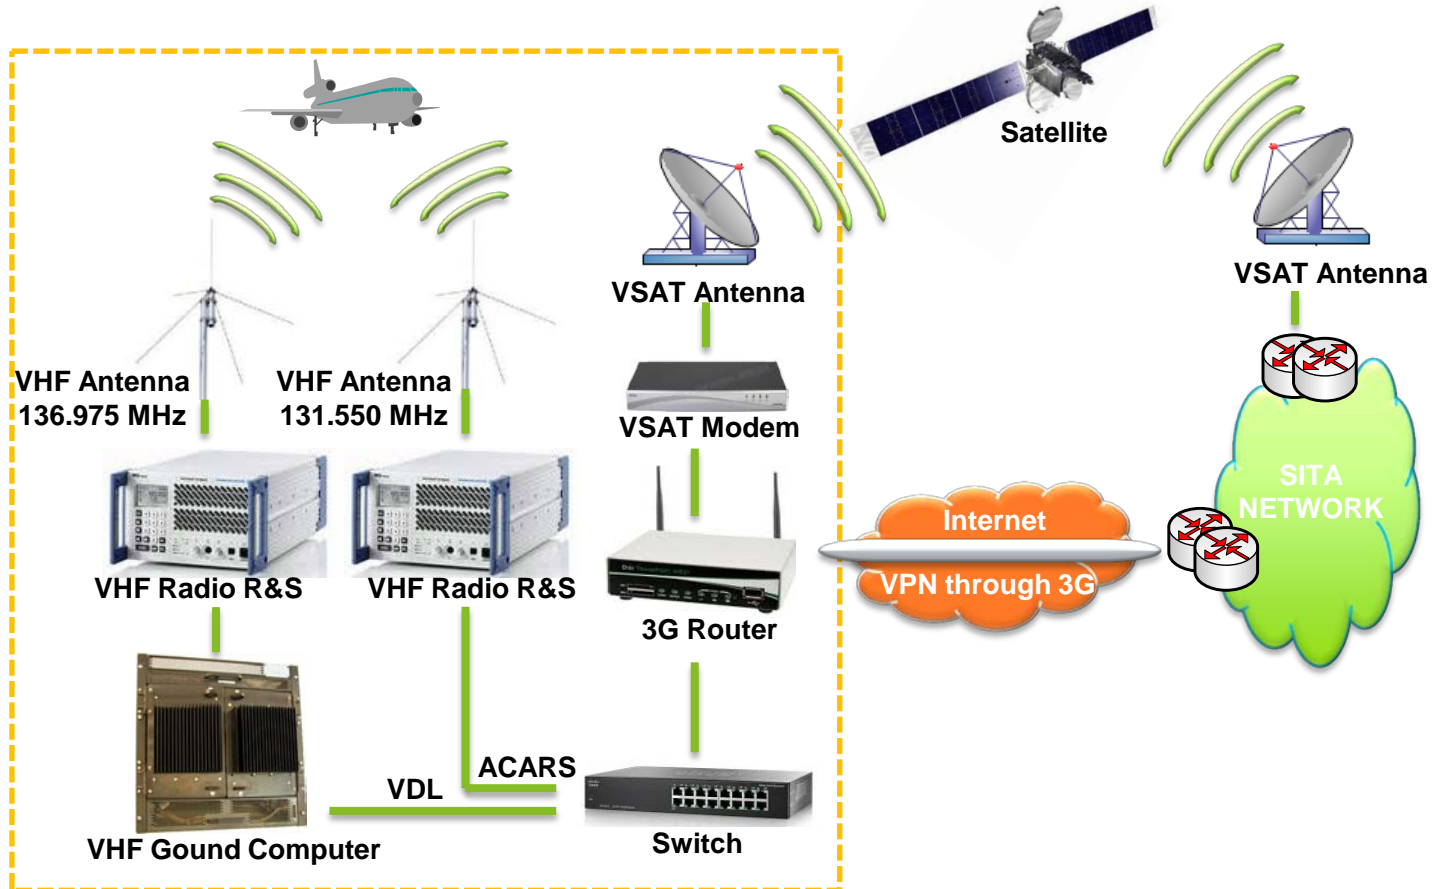 Satellite
VSAT Antenna
VSAT Antenna
VHF Antenna
136.975 MHz
VHF Antenna
131.550 MHz
VSAT Modem
SITA
NETWORK
Internet
VPN through 3G
VHF Radio R&S
VHF Radio R&S
3G Router
ACARS
VDL
Switch
VHF Gound Computer